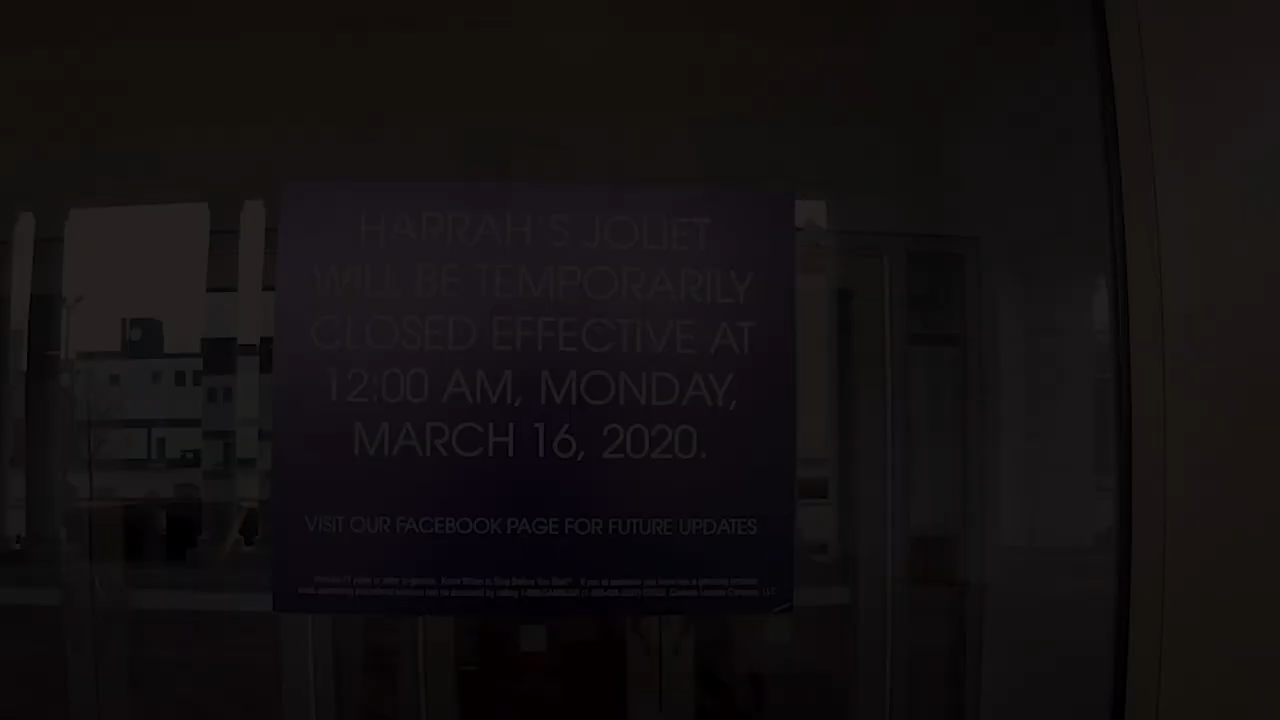 HARRAH'S JOLIET
WILL BE TEMPORARILY
CLOSED EFFECTIVE AT
12:00 AM, MONDAY,
MARCH 16, 2020.
VISIT OUR FACEBOOK PAGE FOR FUTURE UPDATES